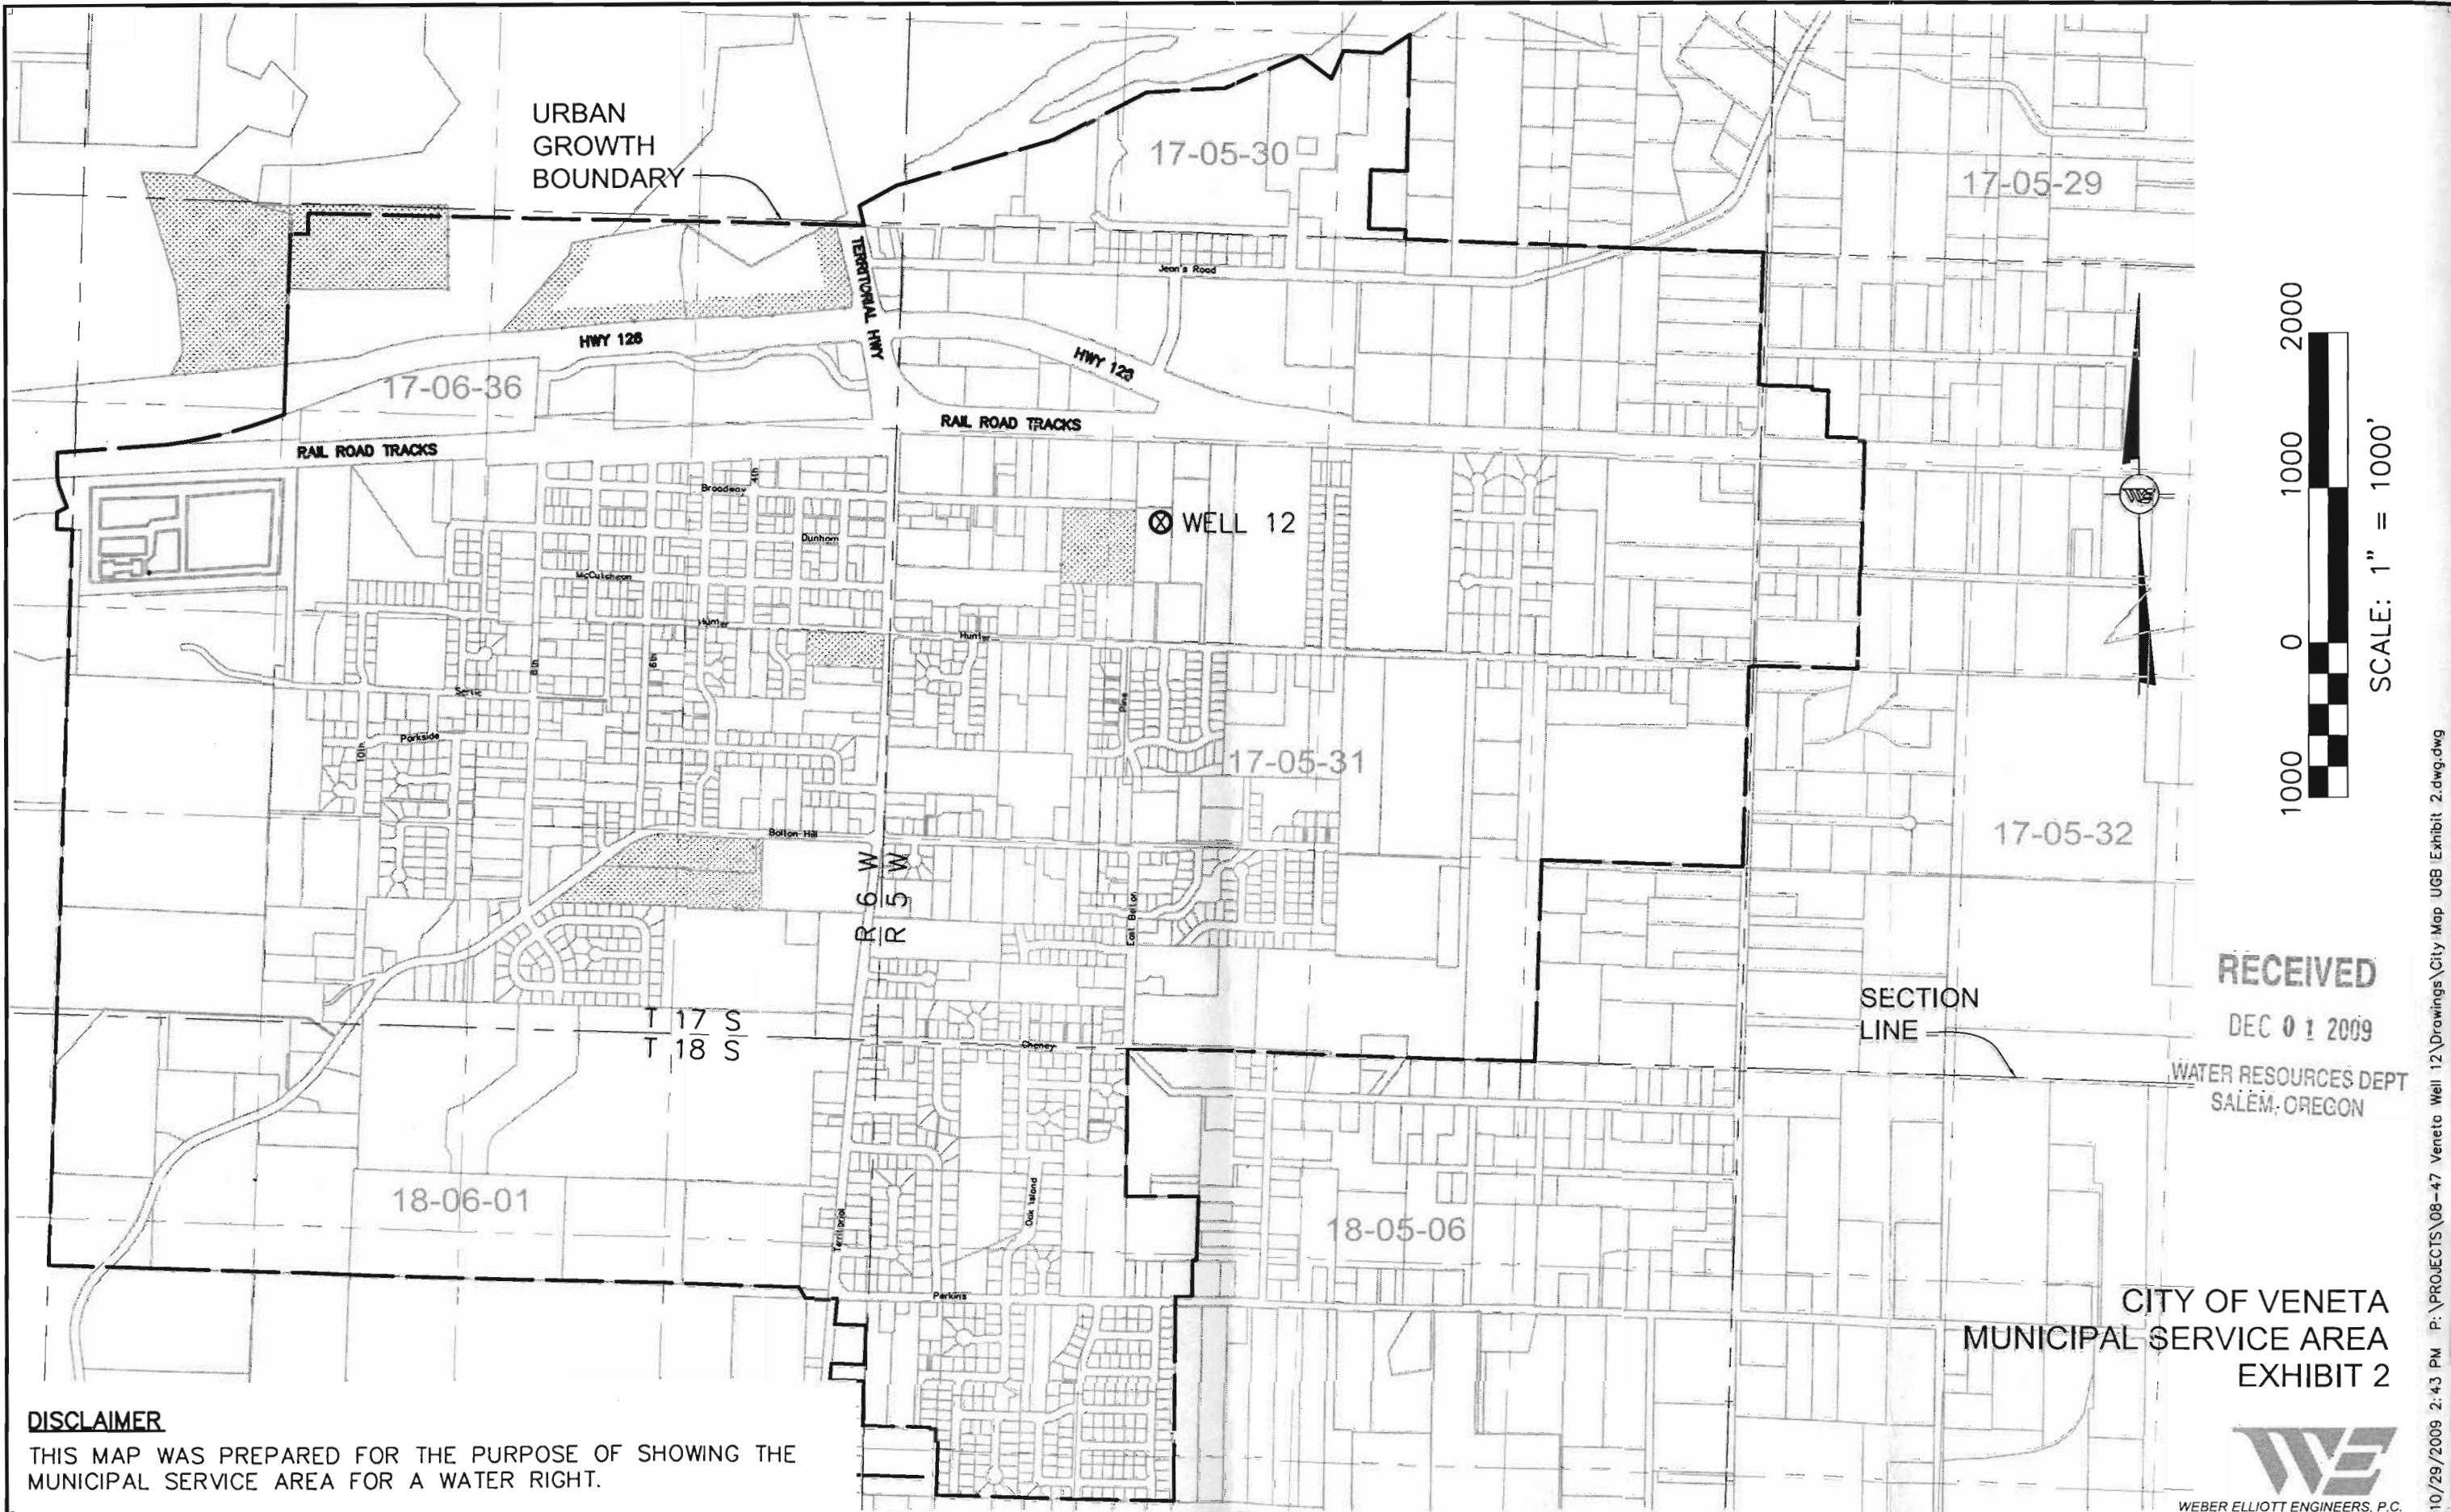 URBAN
GROWTH
BOUNDARY
17-05-30
17-05-29
TERRITORIAL HWY
Jean's Road
HWY 126
HWY 126
17-06-36
RAIL ROAD TRACKS
RAIL ROAD TRACKS
Broadway
4th
WELL 12
Dunham
McCutcheon
Hunter
Hunter
8th
6th
Sertic
Pine
10th
Parkside
17-05-31
Bolton Hill
17-05-32
R 6 W
R 5 W
East Bolton
T 17 S
T 18 S
Cheney
SECTION
LINE
18-06-01
Territorial
Oak Island
18-05-06
Perkins
2000
1000
0
1000
SCALE: 1" = 1000'
RECEIVED
DEC 01 2009
WATER RESOURCES DEPT
SALEM, OREGON
CITY OF VENETA
MUNICIPAL SERVICE AREA
EXHIBIT 2
WE
WEBER ELLIOTT ENGINEERS, P.C.
DISCLAIMER
THIS MAP WAS PREPARED FOR THE PURPOSE OF SHOWING THE
MUNICIPAL SERVICE AREA FOR A WATER RIGHT.
10/29/2009 2:43 PM P:\PROJECTS\08-47 Veneta Well 12\Drawings\City Map UGB Exhibit 2.dwg.dwg